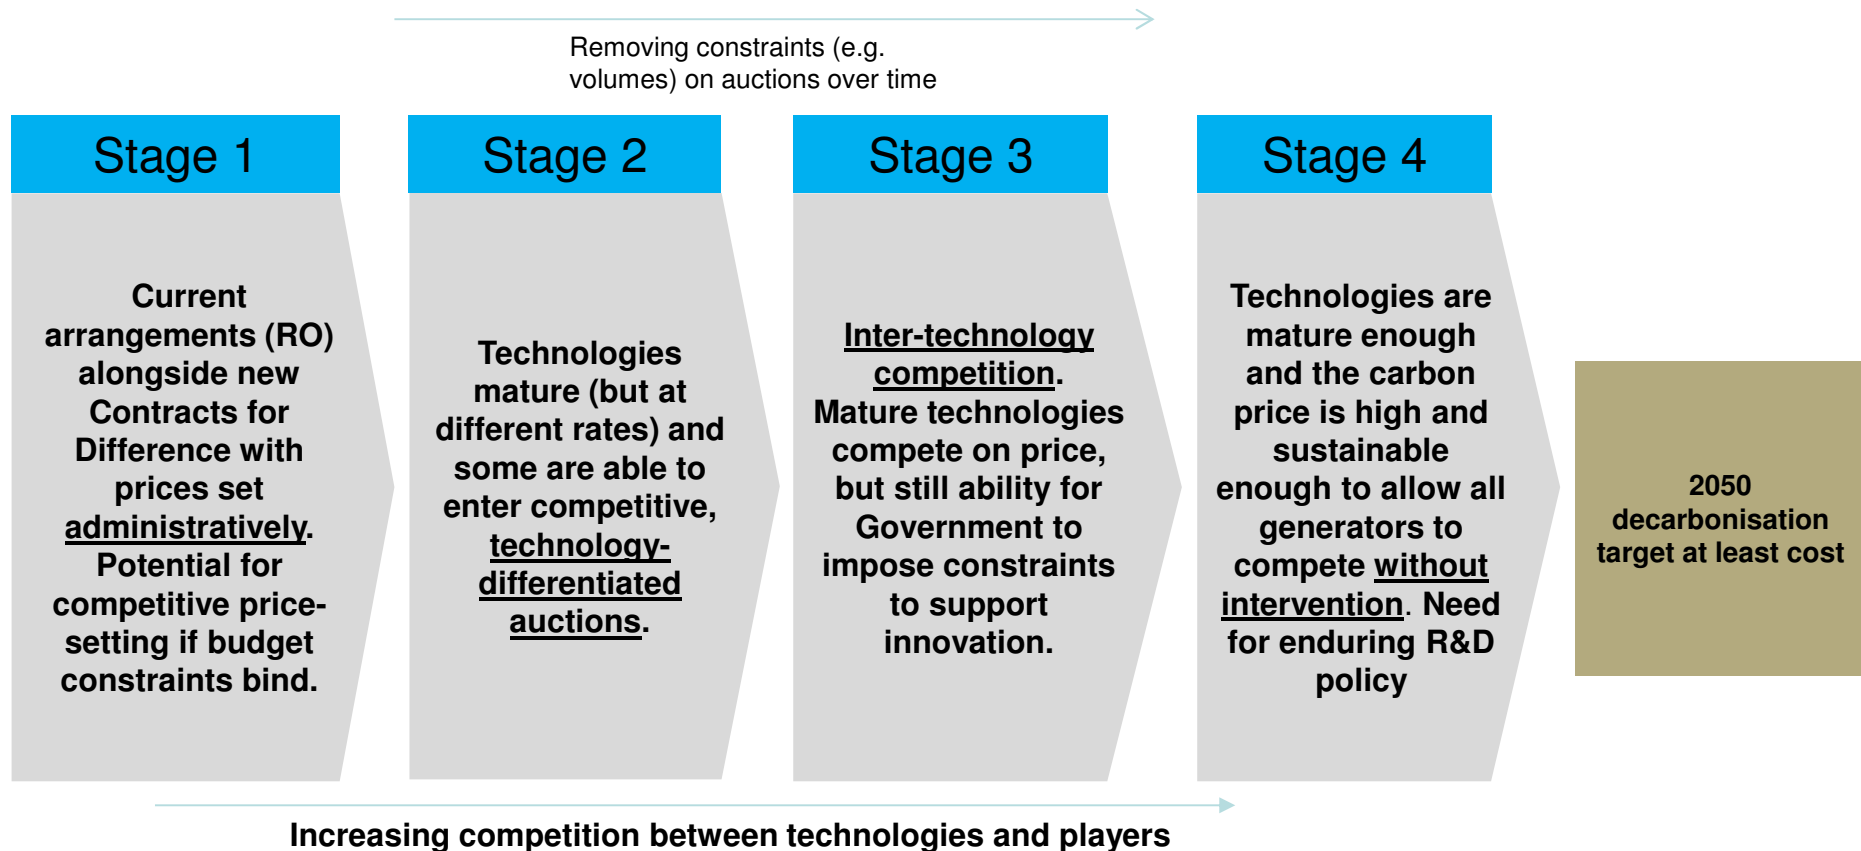 Removing constraints (e.g.
volumes) on auctions over time
Stage 1
Current
arrangements (RO)
alongside new
Contracts for
Difference with
prices set
administratively.
Potential for
competitive price-
setting if budget
constraints bind.
Stage 2
Technologies
mature (but at
different rates) and
some are able to
enter competitive,
technology-
differentiated
auctions.
Stage 3
Inter-technology
competition.
Mature technologies
compete on price,
but still ability for
Government to
impose constraints
to support
innovation.
Stage 4
Technologies are
mature enough
and the carbon
price is high and
sustainable
enough to allow all
generators to
compete without
intervention. Need
for enduring R&D
policy
2050
decarbonisation
target at least cost
Increasing competition between technologies and players